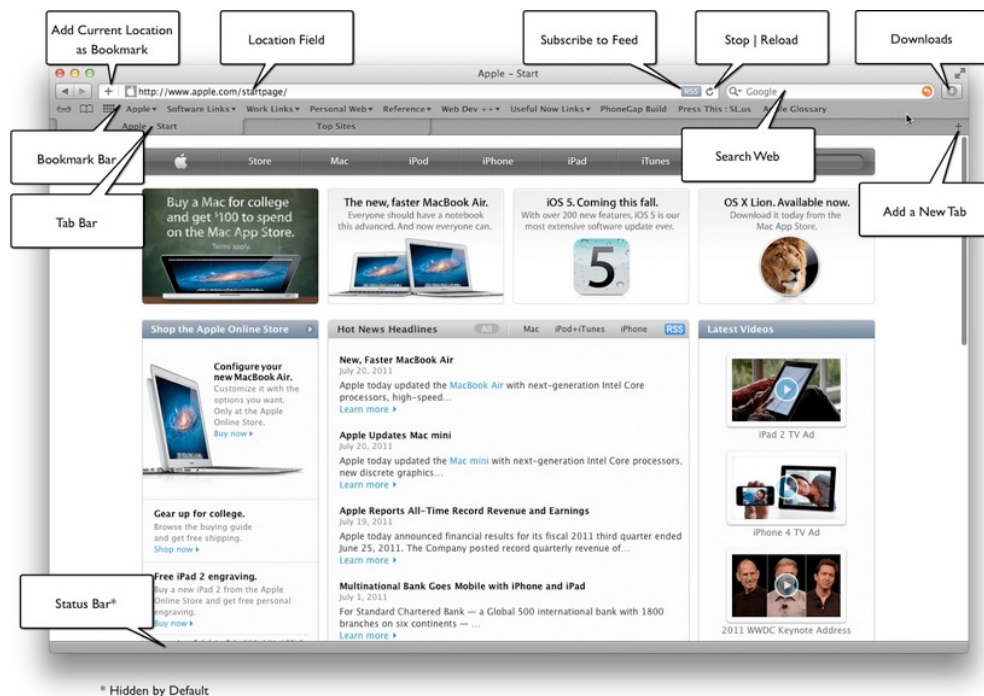 Add Current Location
as Bookmark
Location Field
Subscribe to Feed
Stop | Reload
Downloads
Apple – Start
http://www.apple.com/startpage/
RSS
Google
Apple
Software Links
Work Links
Personal Web
Reference
Web Dev ++
Useful Now Links
PhoneGap Build
Press This : SL.us
Apple Glossary
Apple – Start
Top Sites
+
Bookmark Bar
Tab Bar
Search Web
Add a New Tab
Store
Mac
iPod
iPhone
iPad
iTunes
Buy a Mac for college
and get $100 to spend
on the Mac App Store.
Terms apply.
The new, faster MacBook Air.
Everyone should have a notebook
this advanced. And now everyone can.
iOS 5. Coming this fall.
With over 200 new features, iOS 5 is our
most extensive software update ever.
5
OS X Lion. Available now.
Download it today from the
Mac App Store.
Shop the Apple Online Store
Configure your
new MacBook Air.
Customize it with the
options you want.
Only at the Apple
Online Store.
Buy now
Gear up for college.
Browse the buying guide
and get free shipping.
Shop now
Free iPad 2 engraving.
Buy a new iPad 2 from the Apple
Online Store and get free personal
engraving.
Buy now
Hot News Headlines
All
Mac
iPod+iTunes
iPhone
RSS
New, Faster MacBook Air
July 20, 2011
Apple today updated the MacBook Air with next-generation Intel Core
processors, high-speed…
Learn more
Apple Updates Mac mini
July 20, 2011
Apple today updated the Mac mini with next-generation Intel Core processors,
new discrete graphics…
Learn more
Apple Reports All-Time Record Revenue and Earnings
July 19, 2011
Apple today announced financial results for its fiscal 2011 third quarter ended
June 25, 2011. The Company posted record quarterly revenue of…
Learn more
Multinational Bank Goes Mobile with iPhone and iPad
July 1, 2011
For Standard Chartered Bank — a Global 500 international bank with 1800
branches on six continents — …
Learn more
Latest Videos
iPad 2 TV Ad
iPhone 4 TV Ad
2011 WWDC Keynote Address
Status Bar*
* Hidden by Default